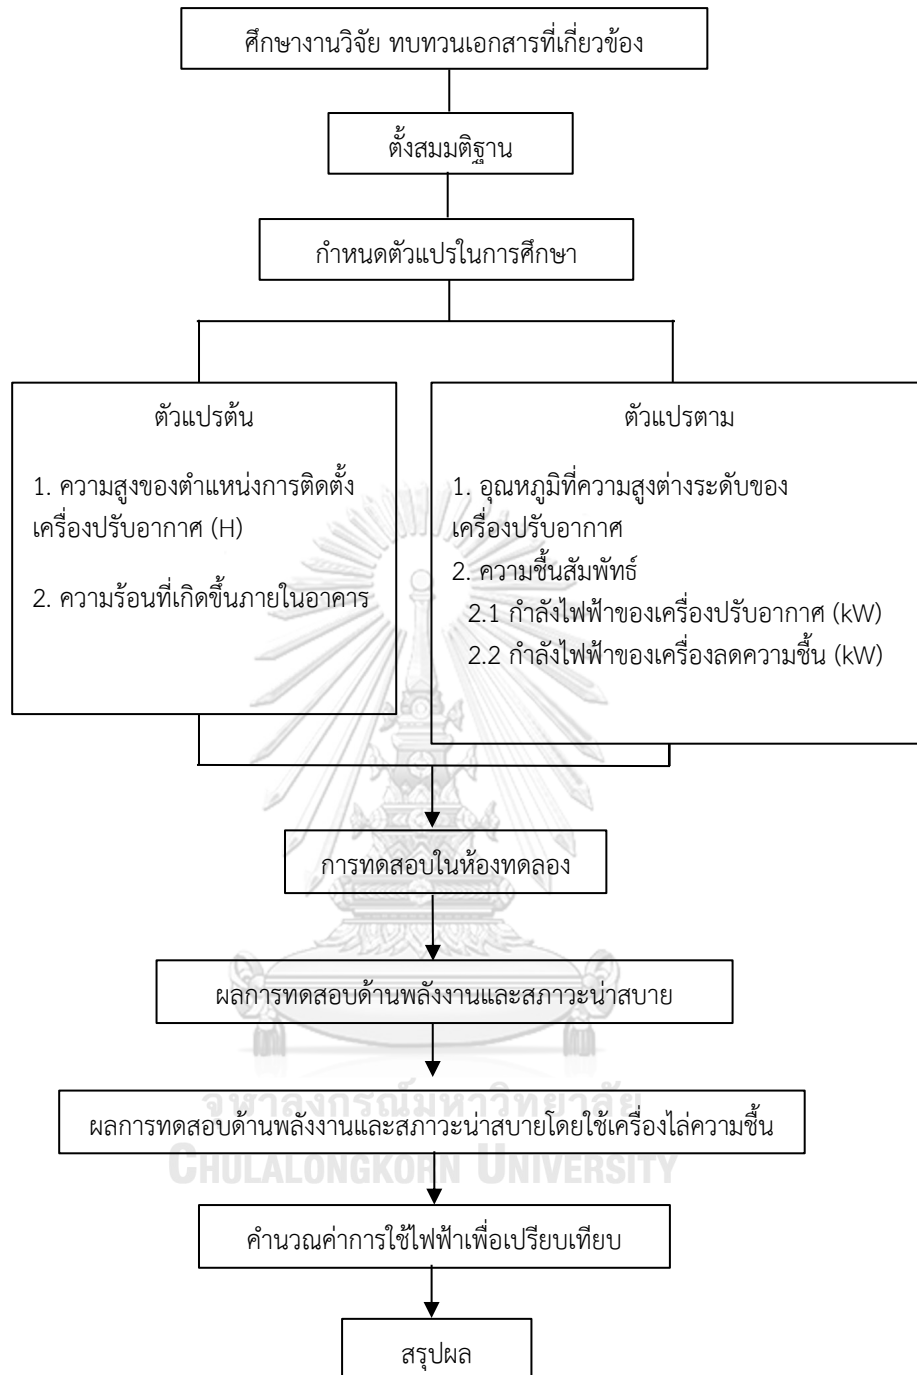 ศึกษางานวิจัย ทบทวนเอกสารที่เกี่ยวข้อง
ตั้งสมมติฐาน
กำหนดตัวแปรในการศึกษา
ตัวแปรต้น
1. ความสูงของตำแหน่งการติดตั้ง
เครื่องปรับอากาศ (H)
2. ความร้อนที่เกิดขึ้นภายในอาคาร
ตัวแปรตาม
1. อุณหภูมิที่ความสูงต่างระดับของ
เครื่องปรับอากาศ
2. ความชื้นสัมพัทธ์
2.1 กำลังไฟฟ้าของเครื่องปรับอากาศ (kW)
2.2 กำลังไฟฟ้าของเครื่องลดความชื้น (kW)
การทดสอบในห้องทดลอง
ผลการทดสอบด้านพลังงานและสภาวะน่าสบาย
จุฬาลงกรณ์มหาวิทยาลัย
ผลการทดสอบด้านพลังงานและสภาวะน่าสบายโดยใช้เครื่องไล่ความชื้น
CHULALONGKORN UNIVERSITY
คำนวณค่าการใช้ไฟฟ้าเพื่อเปรียบเทียบ
สรุปผล